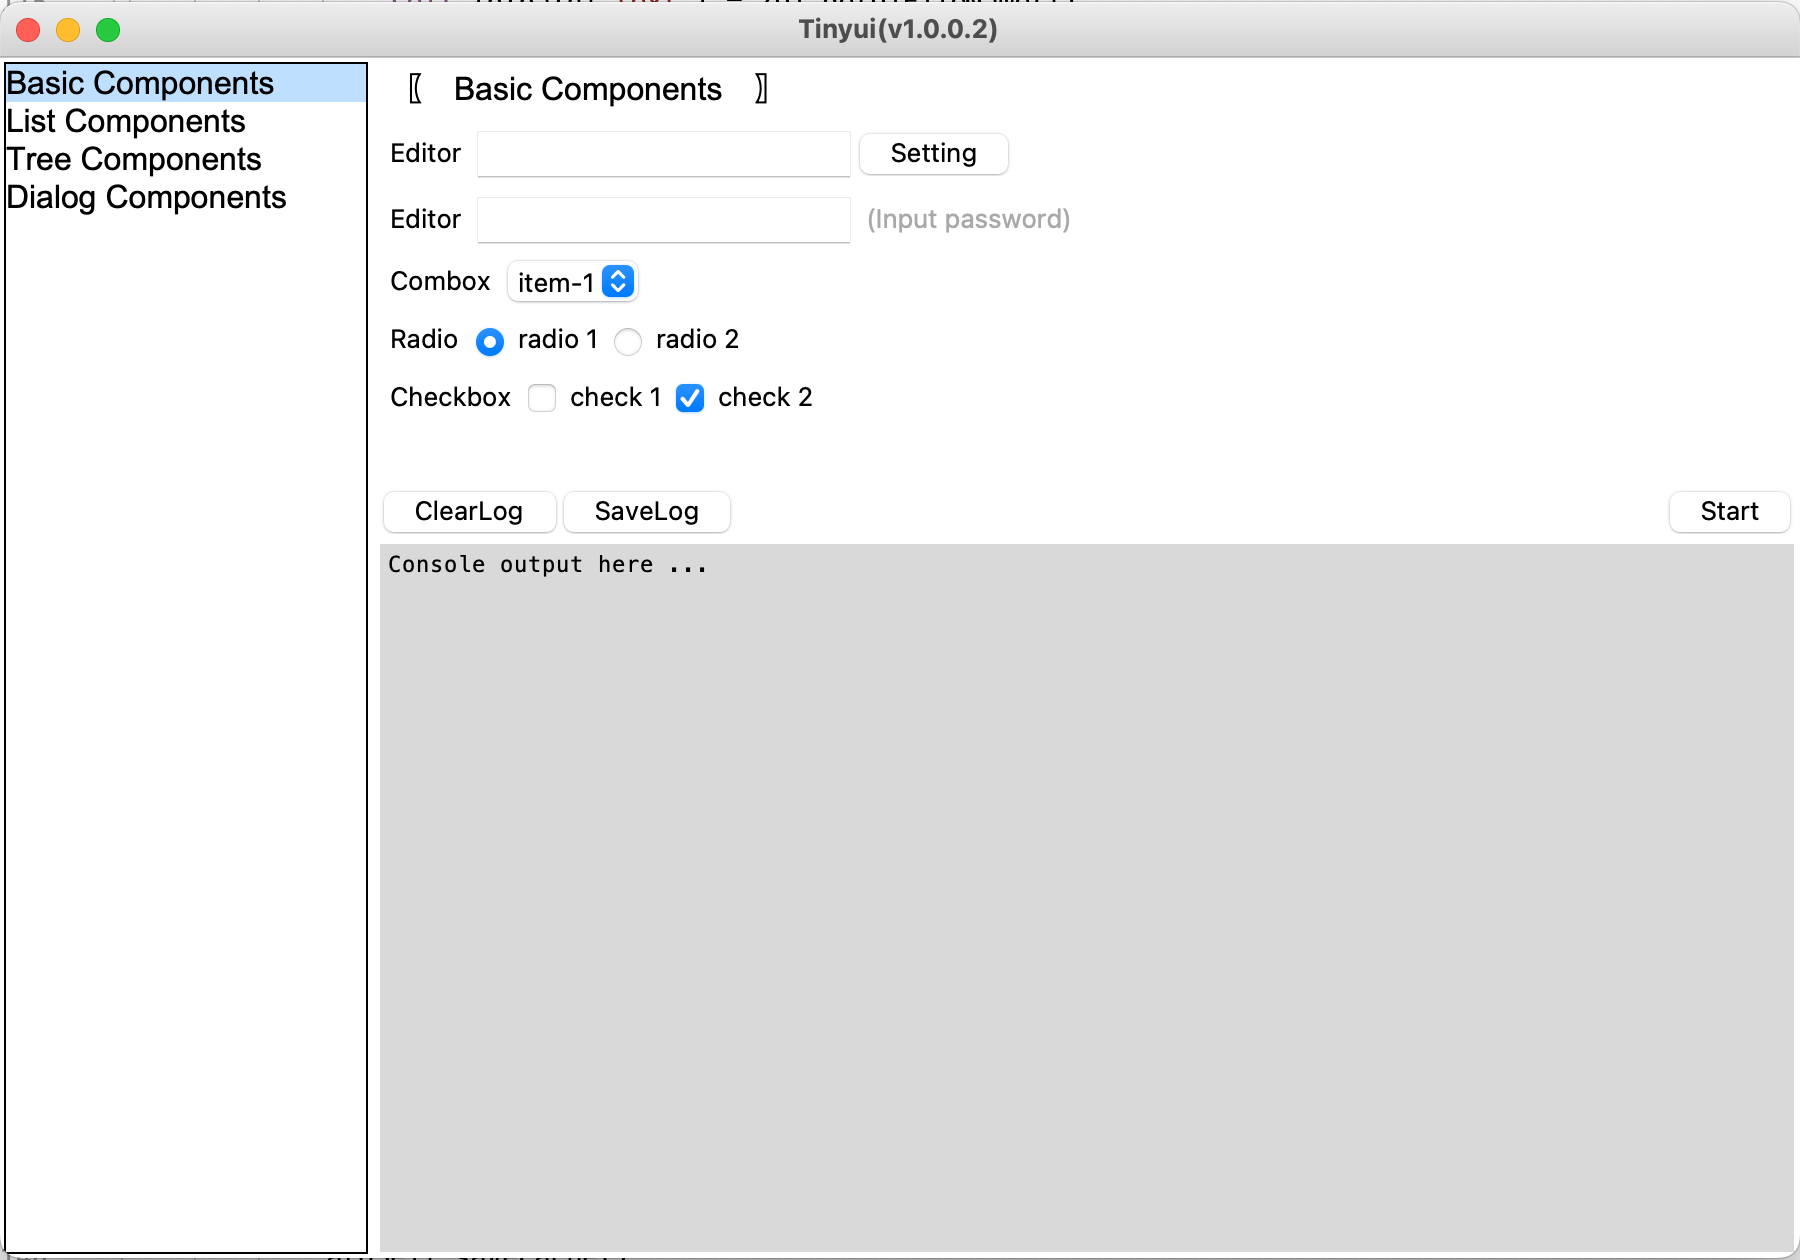 Tinyui(v1.0.0.2)
Basic Components
List Components
Tree Components
Dialog Components
〖 Basic Components 〗
Editor Setting
Editor (Input password)
Combox item-1
Radio radio 1 radio 2
Checkbox check 1 check 2
ClearLog SaveLog Start
Console output here ...